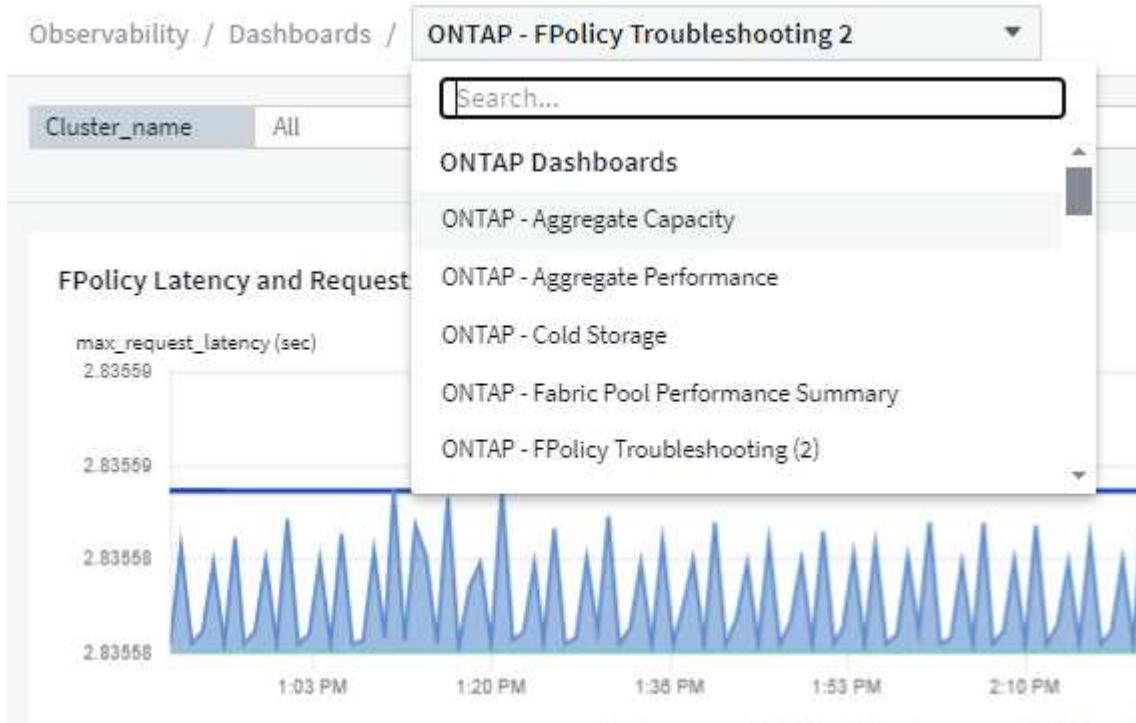 Observability / Dashboards / ONTAP - FPolicy Troubleshooting 2
Search...
Cluster_name All
ONTAP Dashboards
ONTAP - Aggregate Capacity
ONTAP - Aggregate Performance
ONTAP - Cold Storage
ONTAP - Fabric Pool Performance Summary
ONTAP - FPolicy Troubleshooting (2)
FPolicy Latency and Request
max_request_latency (sec)
2.83559
2.83559
2.83558
2.83558
1:03 PM 1:20 PM 1:36 PM 1:53 PM 2:10 PM